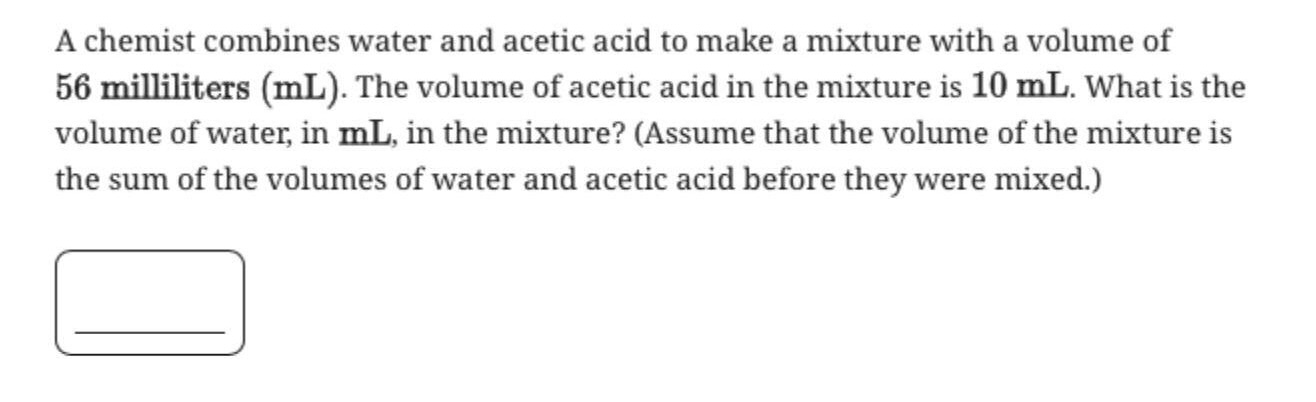 A chemist combines water and acetic acid to make a mixture with a volume of
56 milliliters (mL). The volume of acetic acid in the mixture is 10 mL. What is the
volume of water, in mL, in the mixture? (Assume that the volume of the mixture is
the sum of the volumes of water and acetic acid before they were mixed.)